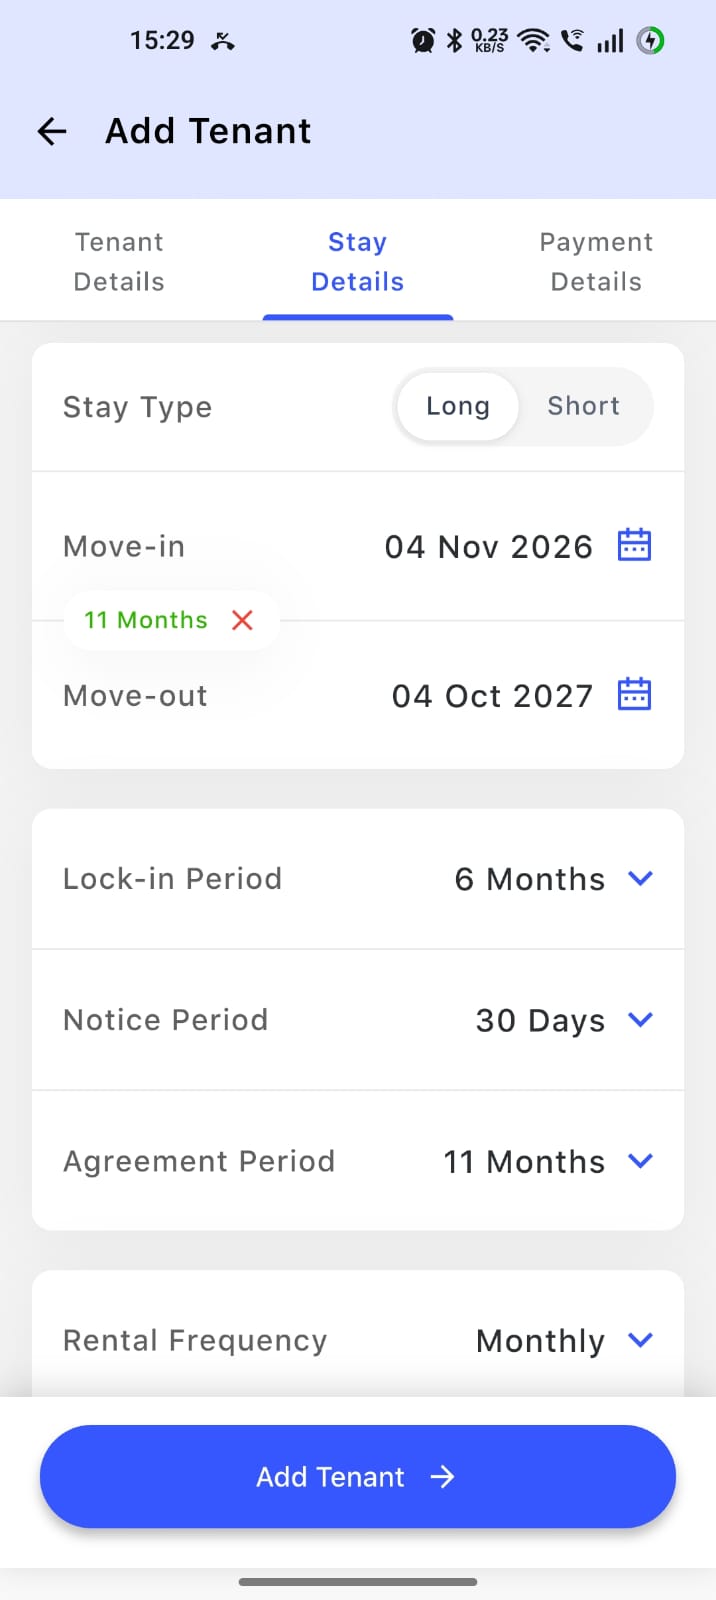 15:29
0.23
KB/S
Add Tenant
Tenant
Details
Stay
Details
Payment
Details
Stay Type
Long
Short
Move-in
04 Nov 2026
11 Months
Move-out
04 Oct 2027
Lock-in Period
6 Months
Notice Period
30 Days
Agreement Period
11 Months
Rental Frequency
Monthly
Add Tenant